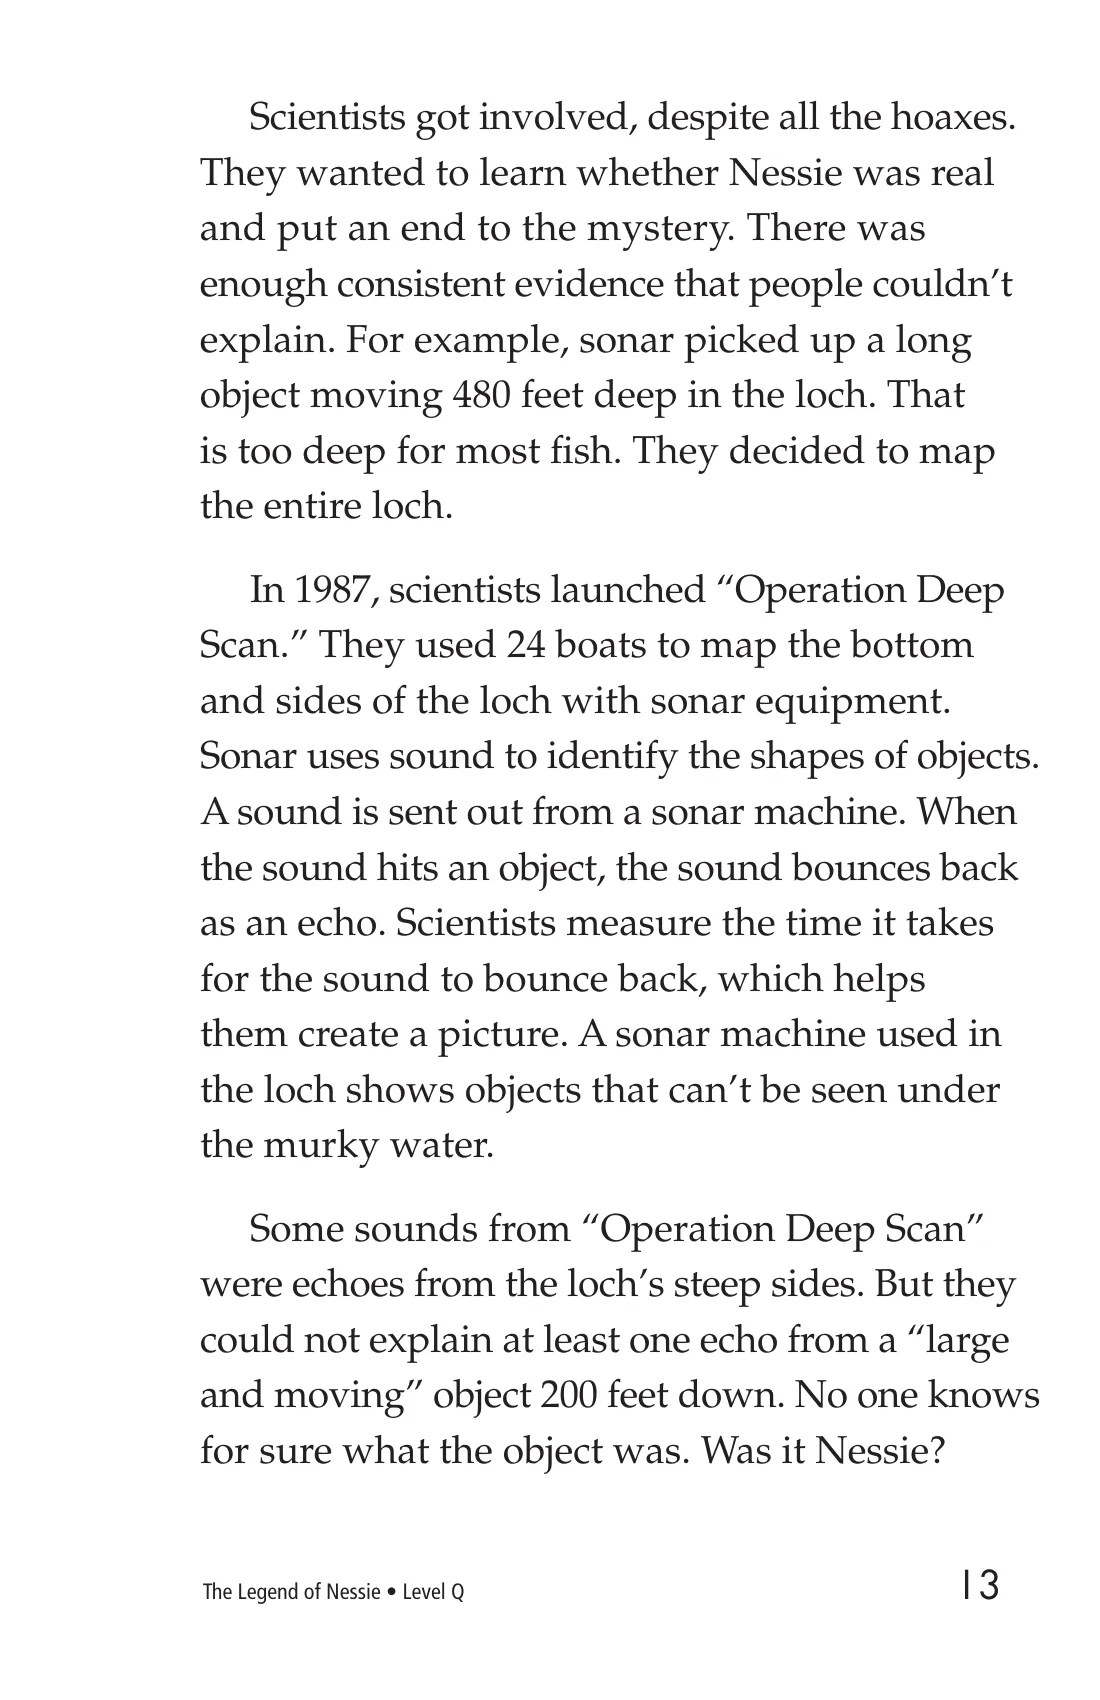 Scientists got involved, despite all the hoaxes.
They wanted to learn whether Nessie was real
and put an end to the mystery. There was
enough consistent evidence that people couldn’t
explain. For example, sonar picked up a long
object moving 480 feet deep in the loch. That
is too deep for most fish. They decided to map
the entire loch.
In 1987, scientists launched “Operation Deep
Scan.” They used 24 boats to map the bottom
and sides of the loch with sonar equipment.
Sonar uses sound to identify the shapes of objects.
A sound is sent out from a sonar machine. When
the sound hits an object, the sound bounces back
as an echo. Scientists measure the time it takes
for the sound to bounce back, which helps
them create a picture. A sonar machine used in
the loch shows objects that can’t be seen under
the murky water.
Some sounds from “Operation Deep Scan”
were echoes from the loch’s steep sides. But they
could not explain at least one echo from a “large
and moving” object 200 feet down. No one knows
for sure what the object was. Was it Nessie?
The Legend of Nessie • Level Q
13